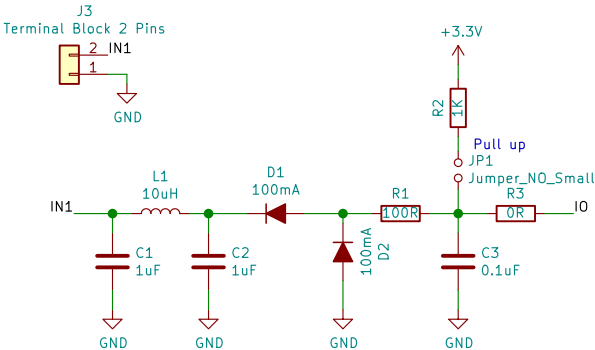 J3
Terminal Block 2 Pins
2
IN1
1
GND
+3.3V
R2
1K
Pull up
JP1
Jumper_NO_Small
L1
10uH
D1
100mA
R1
100R
R3
0R
IN1
IO
C1
1uF
C2
1uF
100mA
D2
C3
0.1uF
GND
GND
GND
GND